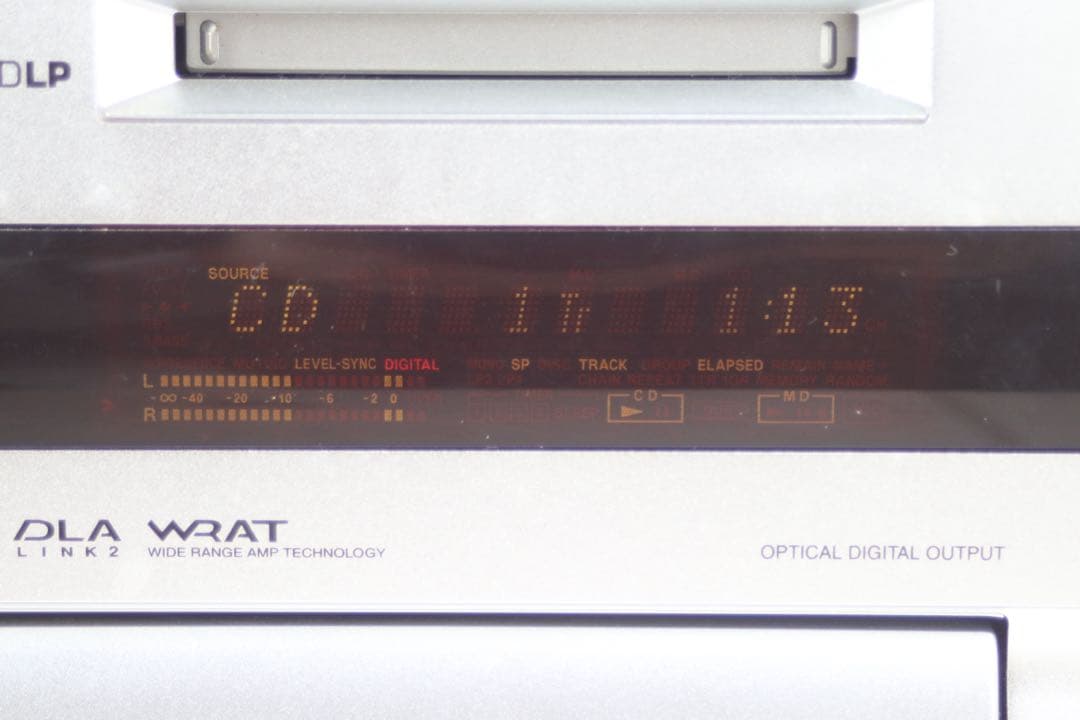 DLP
SOURCE
CD 1Tr 1:13
LEVEL-SYNC DIGITAL SP TRACK ELAPSED
L
-∞ -40 -20 -10 -6 -2 0
R
CD MD
DLA WRAT
LINK2 WIDE RANGE AMP TECHNOLOGY
OPTICAL DIGITAL OUTPUT